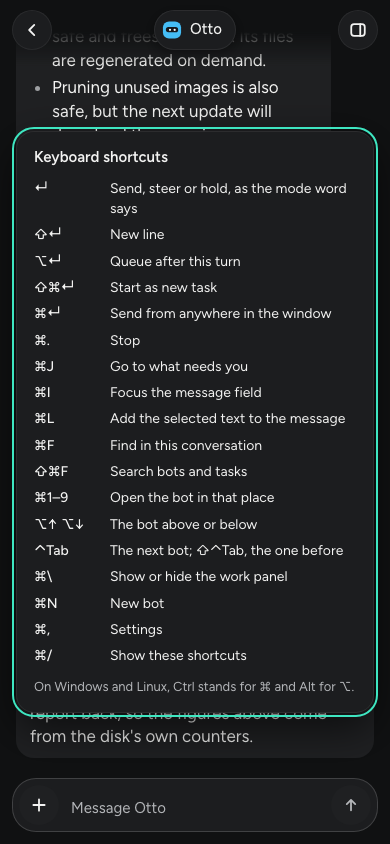 Otto
are regenerated on demand.
• Pruning unused images is also
safe, but the next update will
Keyboard shortcuts
↵ Send, steer or hold, as the mode word
says
⇧↵ New line
⌥↵ Queue after this turn
⇧⌘↵ Start as new task
⌘↵ Send from anywhere in the window
⌘. Stop
⌘J Go to what needs you
⌘I Focus the message field
⌘L Add the selected text to the message
⌘F Find in this conversation
⇧⌘F Search bots and tasks
⌘1–9 Open the bot in that place
⌥↑ ⌥↓ The bot above or below
^Tab The next bot; ⇧^Tab, the one before
⌘\ Show or hide the work panel
⌘N New bot
⌘, Settings
⌘/ Show these shortcuts
On Windows and Linux, Ctrl stands for ⌘ and Alt for ⌥.
report back, so the figures above come
from the disk's own counters.
Message Otto